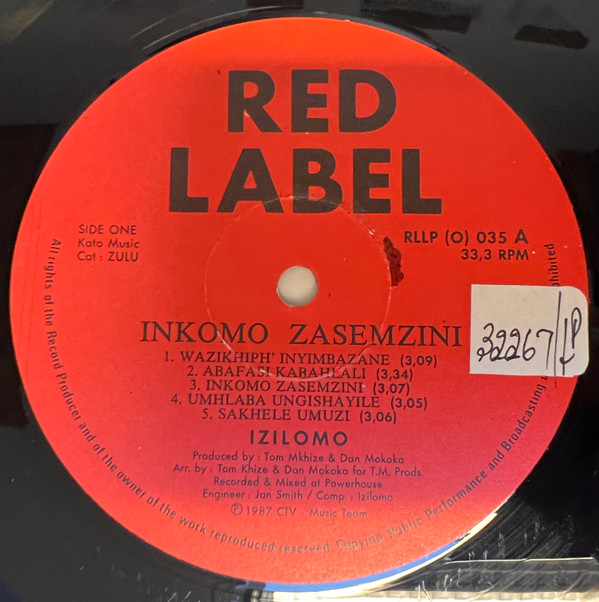 RED
LABEL
SIDE ONE
Kato Music
Cat : ZULU
RLLP (O) 035 A
33,3 RPM
INKOMO ZASEMZINI
1. WAZIKHIPH' INYIMBAZANE (3,09)
2. ABAFASI KABAHLALI (3,34)
3. INKOMO ZASEMZINI (3,07)
4. UMHLABA UNGISHAYILE (3,05)
5. SAKHELE UMUZI (3,06)
IZILOMO
Produced by : Tom Mkhize & Dan Mokoka
Arr. by : Tom Khize & Dan Mokoka for T.M. Prods.
Recorded & Mixed at Powerhouse
Engineer : Jan Smith / Comp. : Izilomo
℗ 1987 CTV - Music Team
All rights of the Record Producer and of the owner of the work reproduced reserved. Copying Public Performance and Broadcasting prohibited
32267/LP